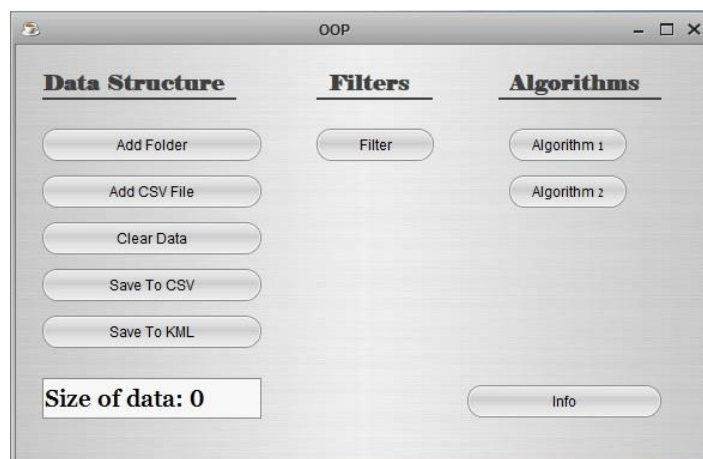 OOP
Data Structure
Filters
Algorithms
Add Folder
Filter
Algorithm 1
Add CSV File
Algorithm 2
Clear Data
Save To CSV
Save To KML
Size of data: 0
Info